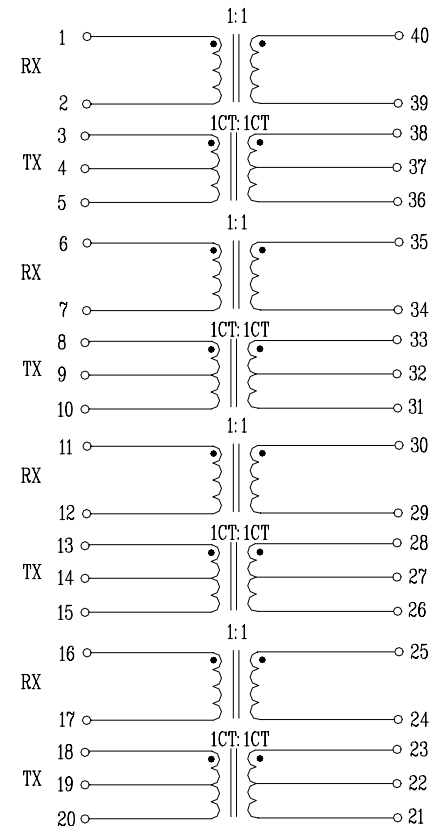 1:1
1 40
RX
2 39
1CT:1CT
3 38
TX 4 37
5 36
1:1
6 35
RX
7 34
1CT:1CT
8 33
TX 9 32
10 31
1:1
11 30
RX
12 29
1CT:1CT
13 28
TX 14 27
15 26
1:1
16 25
RX
17 24
1CT:1CT
18 23
TX 19 22
20 21